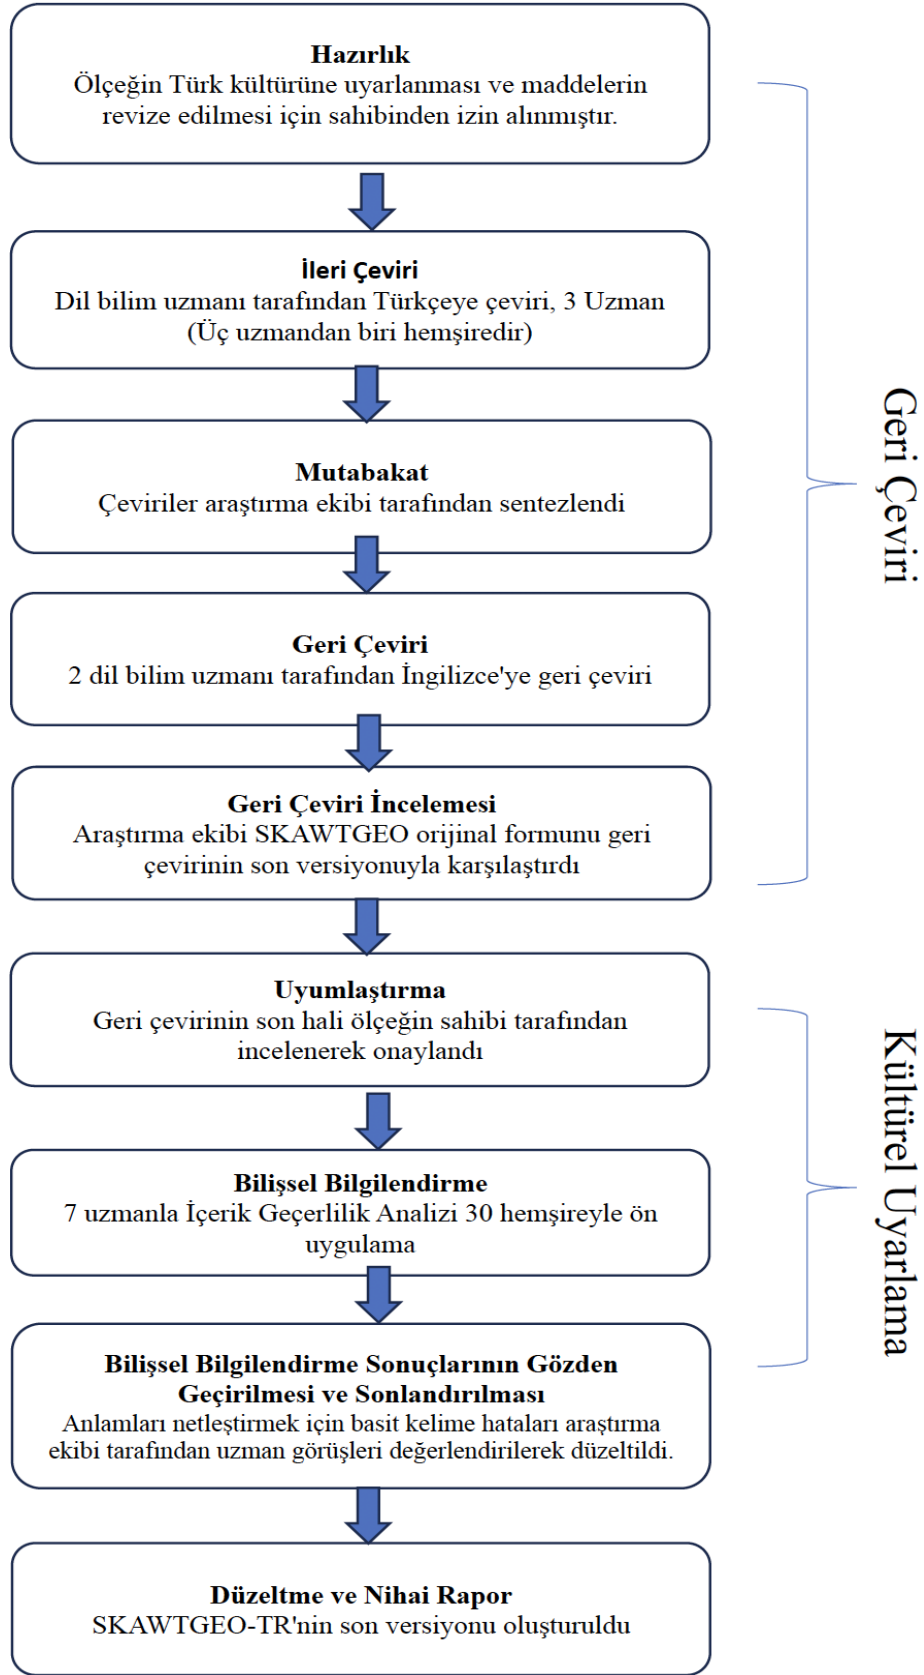 Hazırlık
Ölçeğin Türk kültürüne uyarlanması ve maddelerin
revize edilmesi için sahibinden izin alınmıştır.
İleri Çeviri
Dil bilim uzmanı tarafından Türkçeye çeviri, 3 Uzman
(Üç uzmandan biri hemşiredir)
Mutabakat
Çeviriler araştırma ekibi tarafından sentezlendi
Geri Çeviri
2 dil bilim uzmanı tarafından İngilizce'ye geri çeviri
Geri Çeviri İncelemesi
Araştırma ekibi SKAWTGEO orijinal formunu geri
çevirinin son versiyonuyla karşılaştırdı
Geri Çeviri
Uyumlaştırma
Geri çevirinin son hali ölçeğin sahibi tarafından
incelenerek onaylandı
Bilişsel Bilgilendirme
7 uzmanla İçerik Geçerlilik Analizi 30 hemşireyle ön
uygulama
Bilişsel Bilgilendirme Sonuçlarının Gözden
Geçirilmesi ve Sonlandırılması
Anlamları netleştirmek için basit kelime hataları araştırma
ekibi tarafından uzman görüşleri değerlendirilerek düzeltildi.
Kültürel Uyarlama
Düzeltme ve Nihai Rapor
SKAWTGEO-TR'nin son versiyonu oluşturuldu